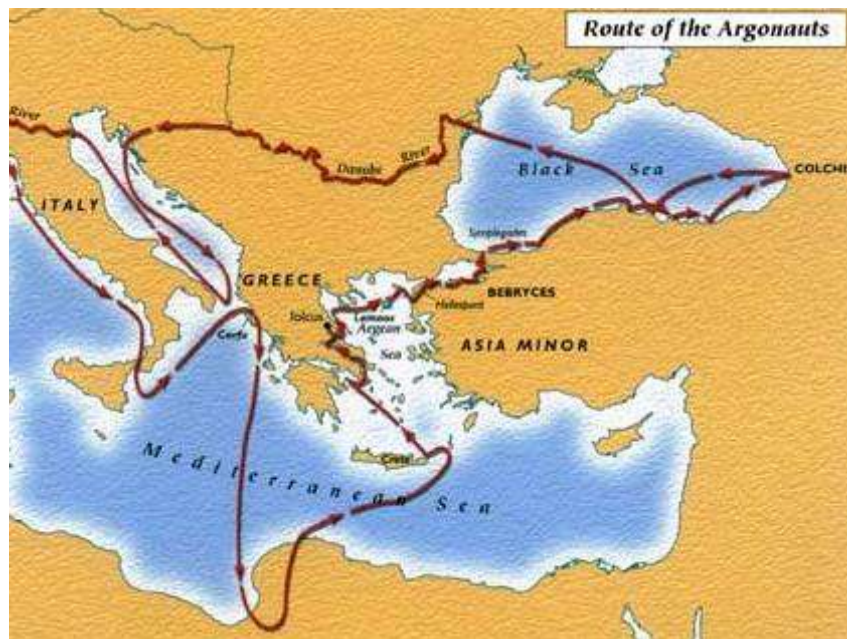 Route of the Argonauts
River
Danube River
Black Sea
COLCHI
ITALY
Symplegades
GREECE
BEBRYCES
Hellespont
Iolcus
Lemnos
Aegean
Sea
Corfu
ASIA MINOR
Crete
Mediterranean Sea